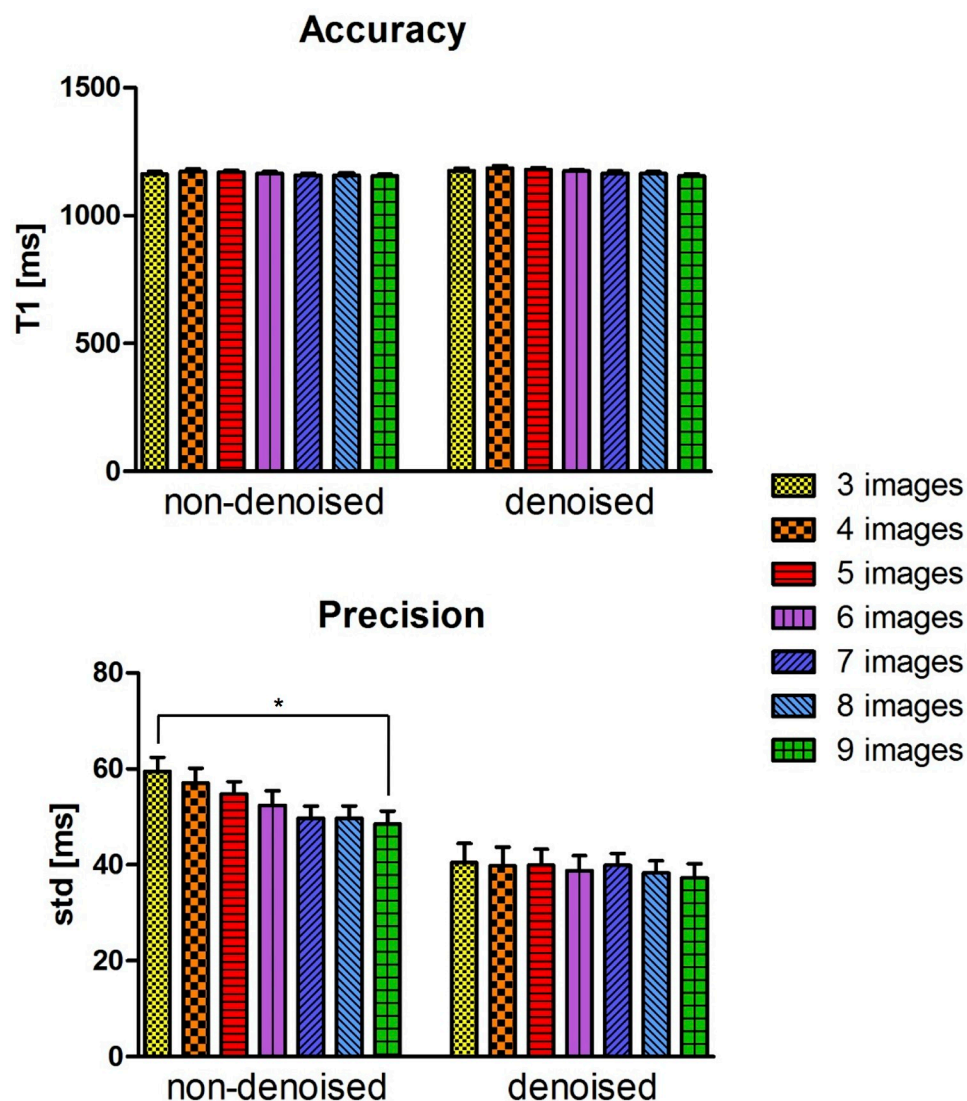 Accuracy
1500
1000
500
0
T1 [ms]
non-denoised denoised
3 images
4 images
5 images
6 images
7 images
8 images
9 images
Precision
80
60
40
20
0
std [ms]
*
non-denoised denoised